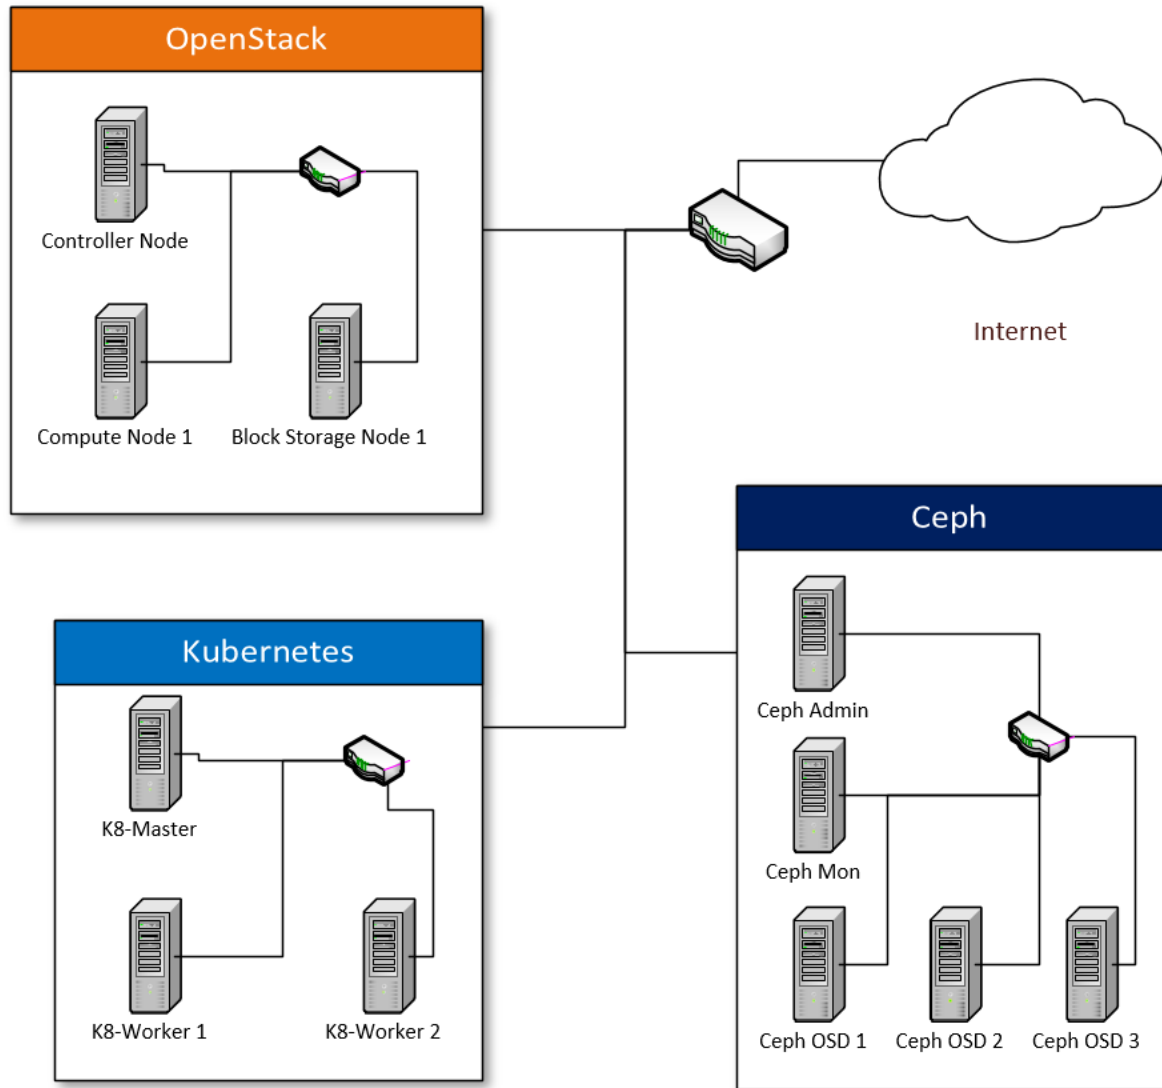 OpenStack
Controller Node
Compute Node 1
Block Storage Node 1
Internet
Kubernetes
K8-Master
K8-Worker 1
K8-Worker 2
Ceph
Ceph Admin
Ceph Mon
Ceph OSD 1
Ceph OSD 2
Ceph OSD 3